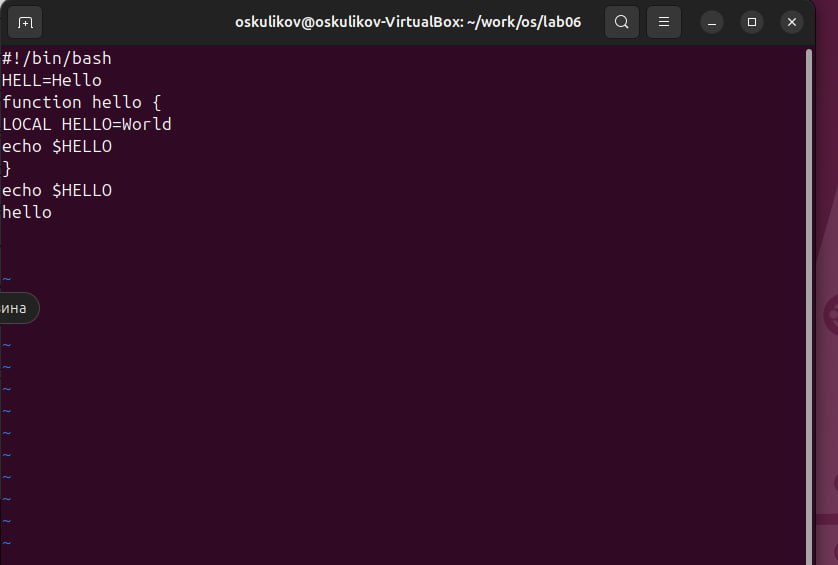 oskulikov@oskulikov-VirtualBox: ~/work/os/lab06
#!/bin/bash
HELL=Hello
function hello {
LOCAL HELLO=World
echo $HELLO
}
echo $HELLO
hello
~
~
~
~
~
~
~
~
~
~
~